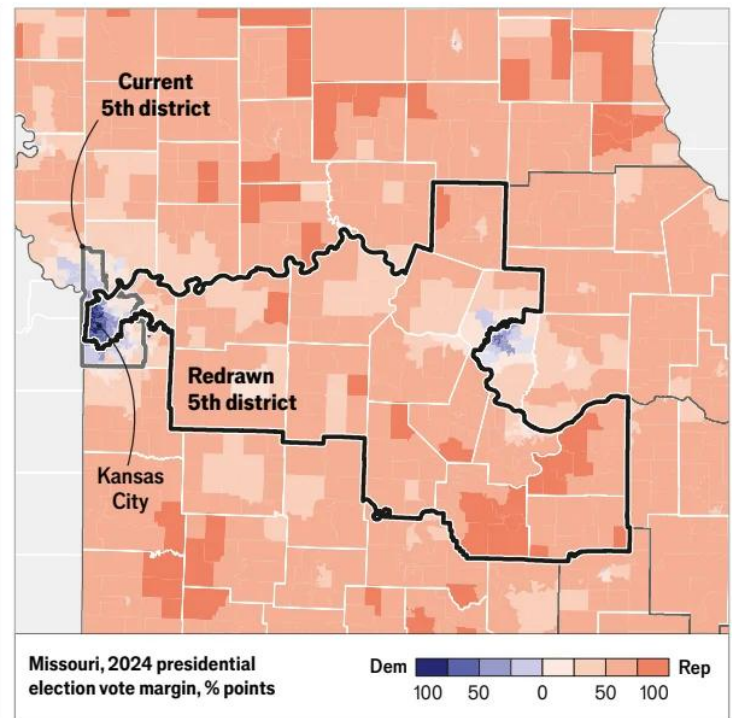 Current
5th district
Redrawn
5th district
Kansas
City
Missouri, 2024 presidential
election vote margin, % points
Dem
Rep
100 50 0 50 100